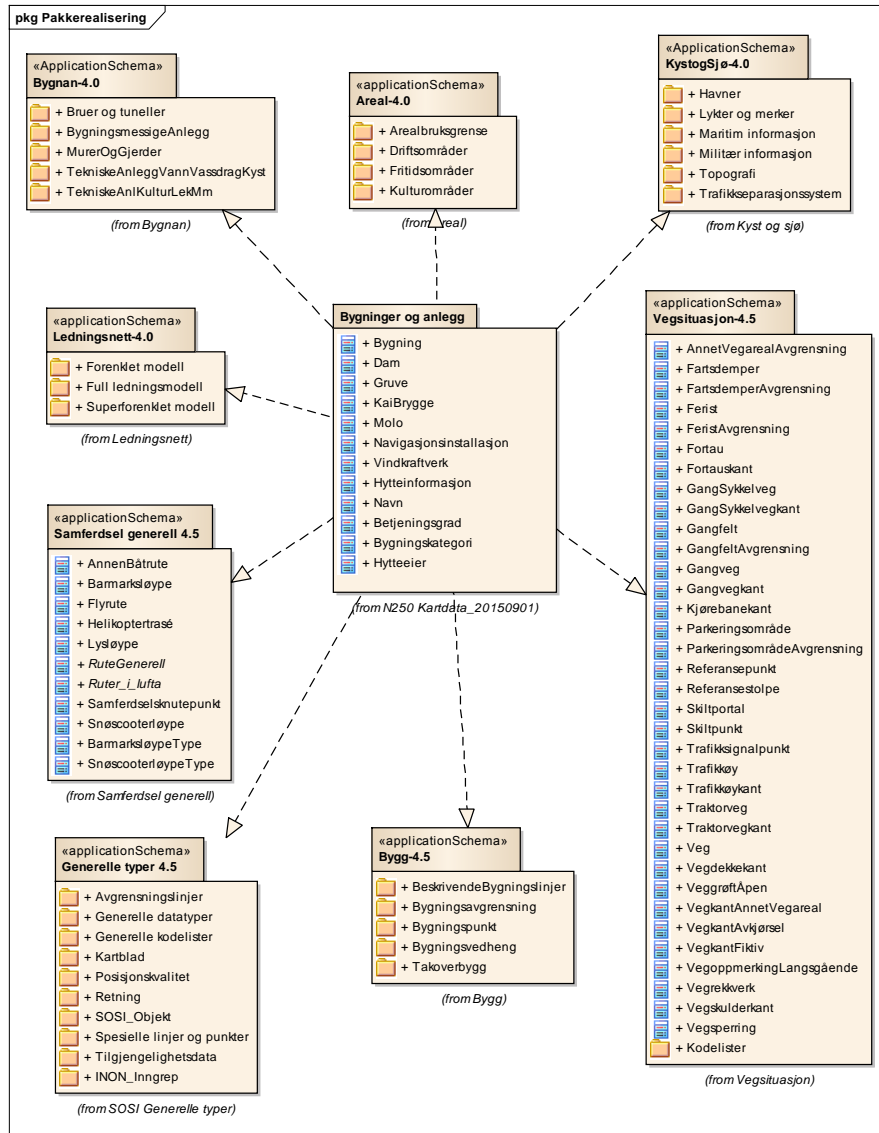 pkg Pakkerealisering
«ApplicationSchema»
Bygnan-4.0
+ Bruer og tuneller
+ BygningsmessigeAnlegg
+ MurerOgGjerder
+ TekniskeAnleggVannVassdragKyst
+ TekniskeAnlKulturLekMm
(from Bygnan)
«applicationSchema»
Areal-4.0
+ Arealbruksgrense
+ Driftsområder
+ Fritidsområder
+ Kulturområder
(from Areal)
«ApplicationSchema»
KystogSjø-4.0
+ Havner
+ Lykter og merker
+ Maritim informasjon
+ Militær informasjon
+ Topografi
+ Trafikkseparasjonssystem
(from Kyst og sjø)
«applicationSchema»
Ledningsnett-4.0
+ Forenklet modell
+ Full ledningsmodell
+ Superforenklet modell
(from Ledningsnett)
Bygninger og anlegg
+ Bygning
+ Dam
+ Gruve
+ KaiBrygge
+ Molo
+ Navigasjonsinstallasjon
+ Vindkraftverk
+ Hytteinformasjon
+ Navn
+ Betjeningsgrad
+ Bygningskategori
+ Hytteeier
(from N250 Kartdata_20150901)
«applicationSchema»
Vegsituasjon-4.5
+ AnnetVegarealAvgrensning
+ Fartsdemper
+ FartsdemperAvgrensning
+ Ferist
+ FeristAvgrensning
+ Fortau
+ Fortauskant
+ GangSykkelveg
+ GangSykkelvegkant
+ Gangfelt
+ GangfeltAvgrensning
+ Gangveg
+ Gangvegkant
+ Kjørebanekant
+ Parkeringsområde
+ ParkeringsområdeAvgrensning
+ Referansepunkt
+ Referansestolpe
+ Skiltportal
+ Skiltpunkt
+ Trafikksignalpunkt
+ Trafikkøy
+ Trafikkøykant
+ Traktorveg
+ Traktorvegkant
+ Veg
+ Vegdekkekant
+ VeggrøftÅpen
+ VegkantAnnetVegareal
+ VegkantAvkjørsel
+ VegkantFiktiv
+ VegoppmerkingLangsgående
+ Vegrekkverk
+ Vegskulderkant
+ Vegsperring
+ Kodelister
(from Vegsituasjon)
«applicationSchema»
Samferdsel generell 4.5
+ AnnenBåtrute
+ Barmarksløype
+ Flyrute
+ Helikoptertrasé
+ Lysløype
+ RuteGenerell
+ Ruter_i_lufta
+ Samferdselsknutepunkt
+ Snøscooterløype
+ BarmarksløypeType
+ SnøscooterløypeType
(from Samferdsel generell)
«applicationSchema»
Generelle typer 4.5
+ Avgrensningslinjer
+ Generelle datatyper
+ Generelle kodelister
+ Kartblad
+ Posisjonskvalitet
+ Retning
+ SOSI_Objekt
+ Spesielle linjer og punkter
+ Tilgjengelighetsdata
+ INON_Inngrep
(from SOSI Generelle typer)
«applicationSchema»
Bygg-4.5
+ BeskrivendeBygningslinjer
+ Bygningsavgrensning
+ Bygningspunkt
+ Bygningsvedheng
+ Takoverbygg
(from Bygg)